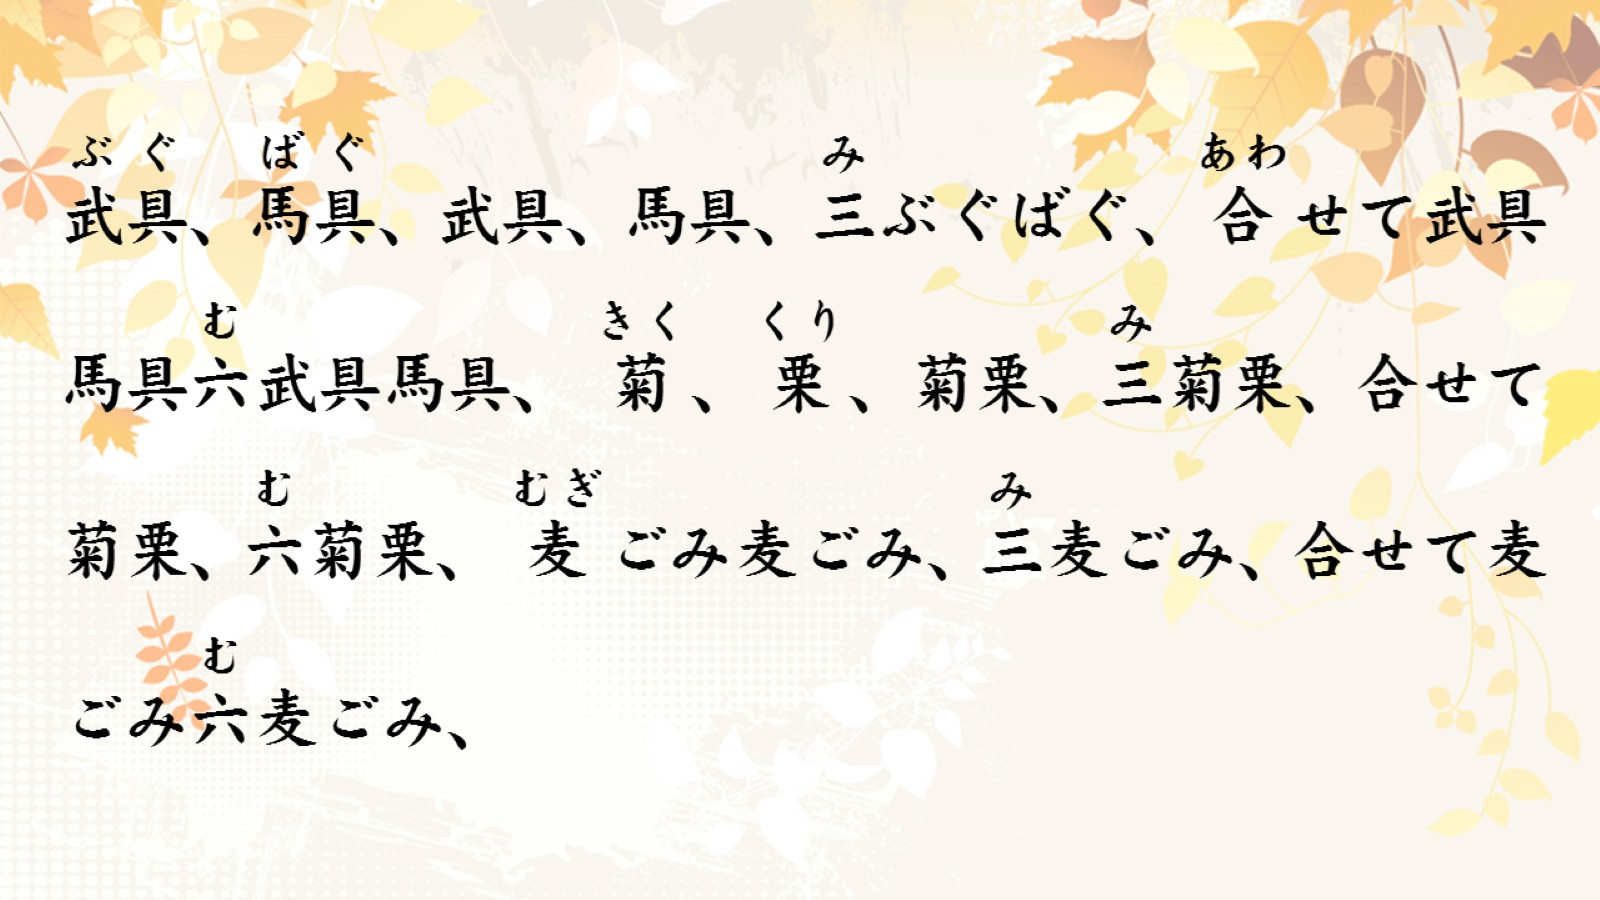 ぶぐ ばぐ み あわ
武具、馬具、武具、馬具、三ぶぐばぐ、合せて武具
む きく くり み
馬具六武具馬具、菊、栗、菊栗、三菊栗、合せて
む むぎ み
菊栗、六菊栗、麦ごみ麦ごみ、三麦ごみ、合せて麦
む
ごみ六麦ごみ、